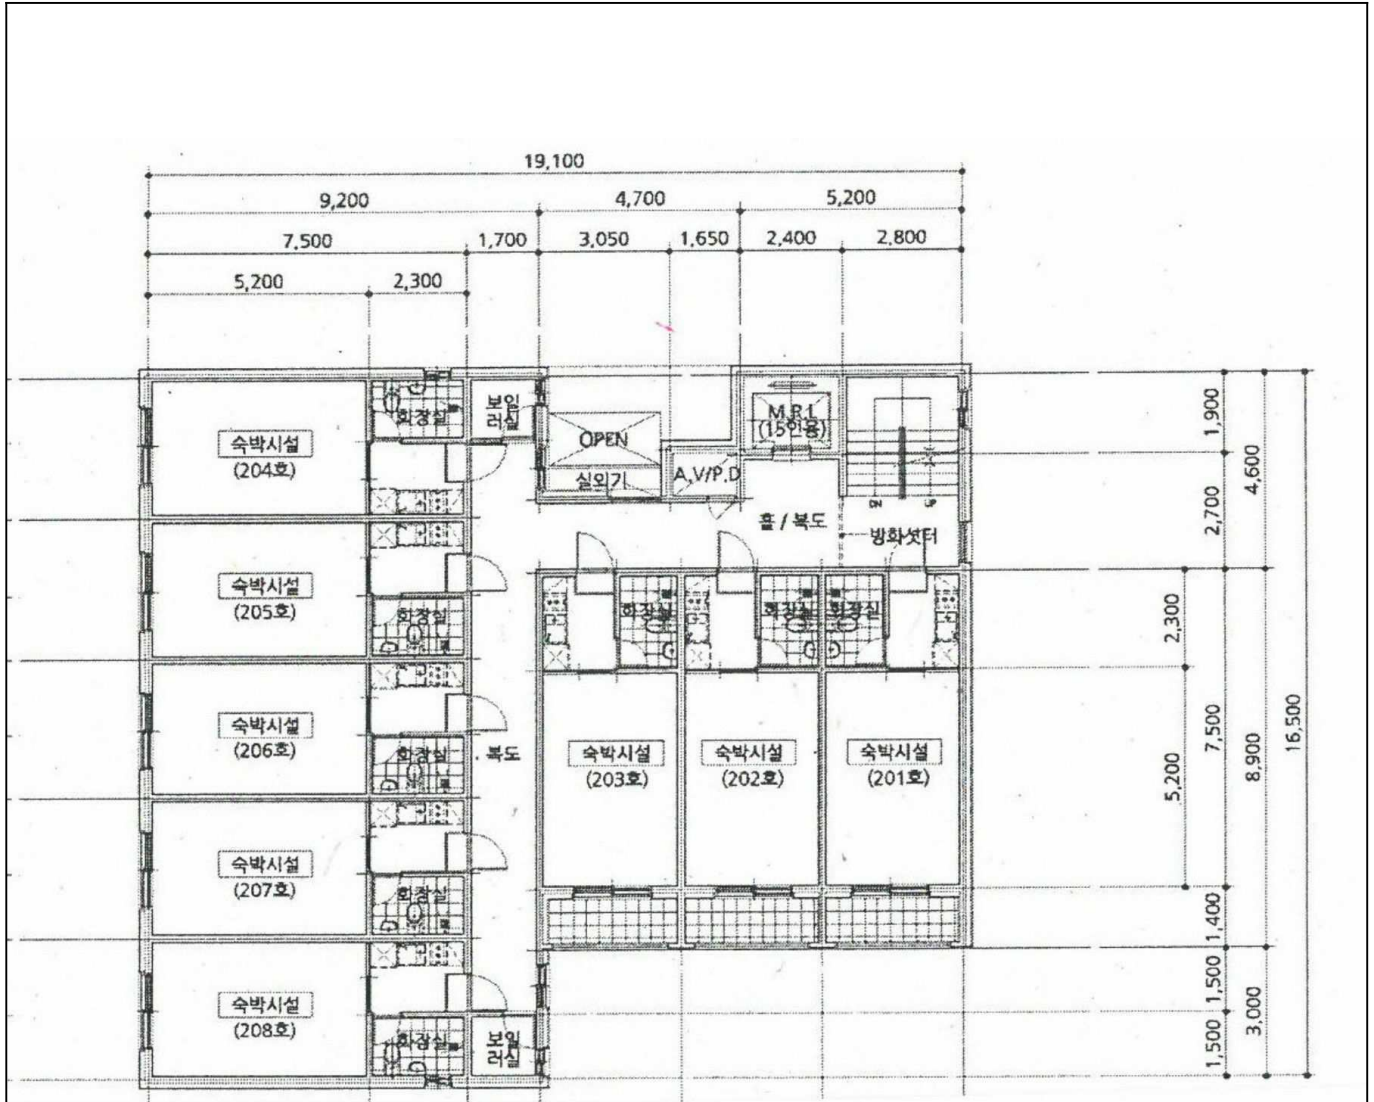 19,100
9,200 4,700 5,200
7,500 1,700 3,050 1,650 2,400 2,800
5,200 2,300
숙박시설
(204호)
화장실
보일
러실
OPEN
실외기
A.V/P.D
M.R.L
(15인용)
홀 / 복도
DN UP
방화셧터
숙박시설
(205호)
화장실
숙박시설
(206호)
화장실
복도
숙박시설
(207호)
화장실
숙박시설
(208호)
화장실
보일
러실
화장실
화장실
화장실
숙박시설
(203호)
숙박시설
(202호)
숙박시설
(201호)
1,900
2,700
4,600
2,300
5,200
7,500
8,900
16,500
1,400
1,500
1,500
3,000